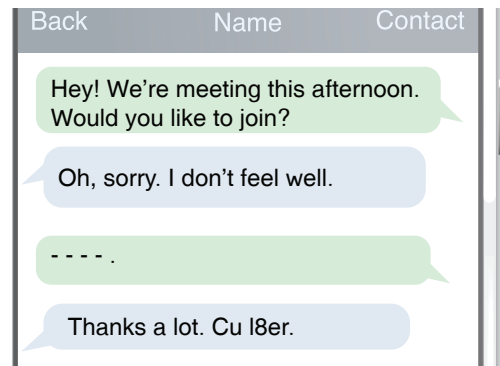 Back Name Contact
Hey! We’re meeting this afternoon.
Would you like to join?
Oh, sorry. I don’t feel well.
- - - - .
Thanks a lot. Cu l8er.